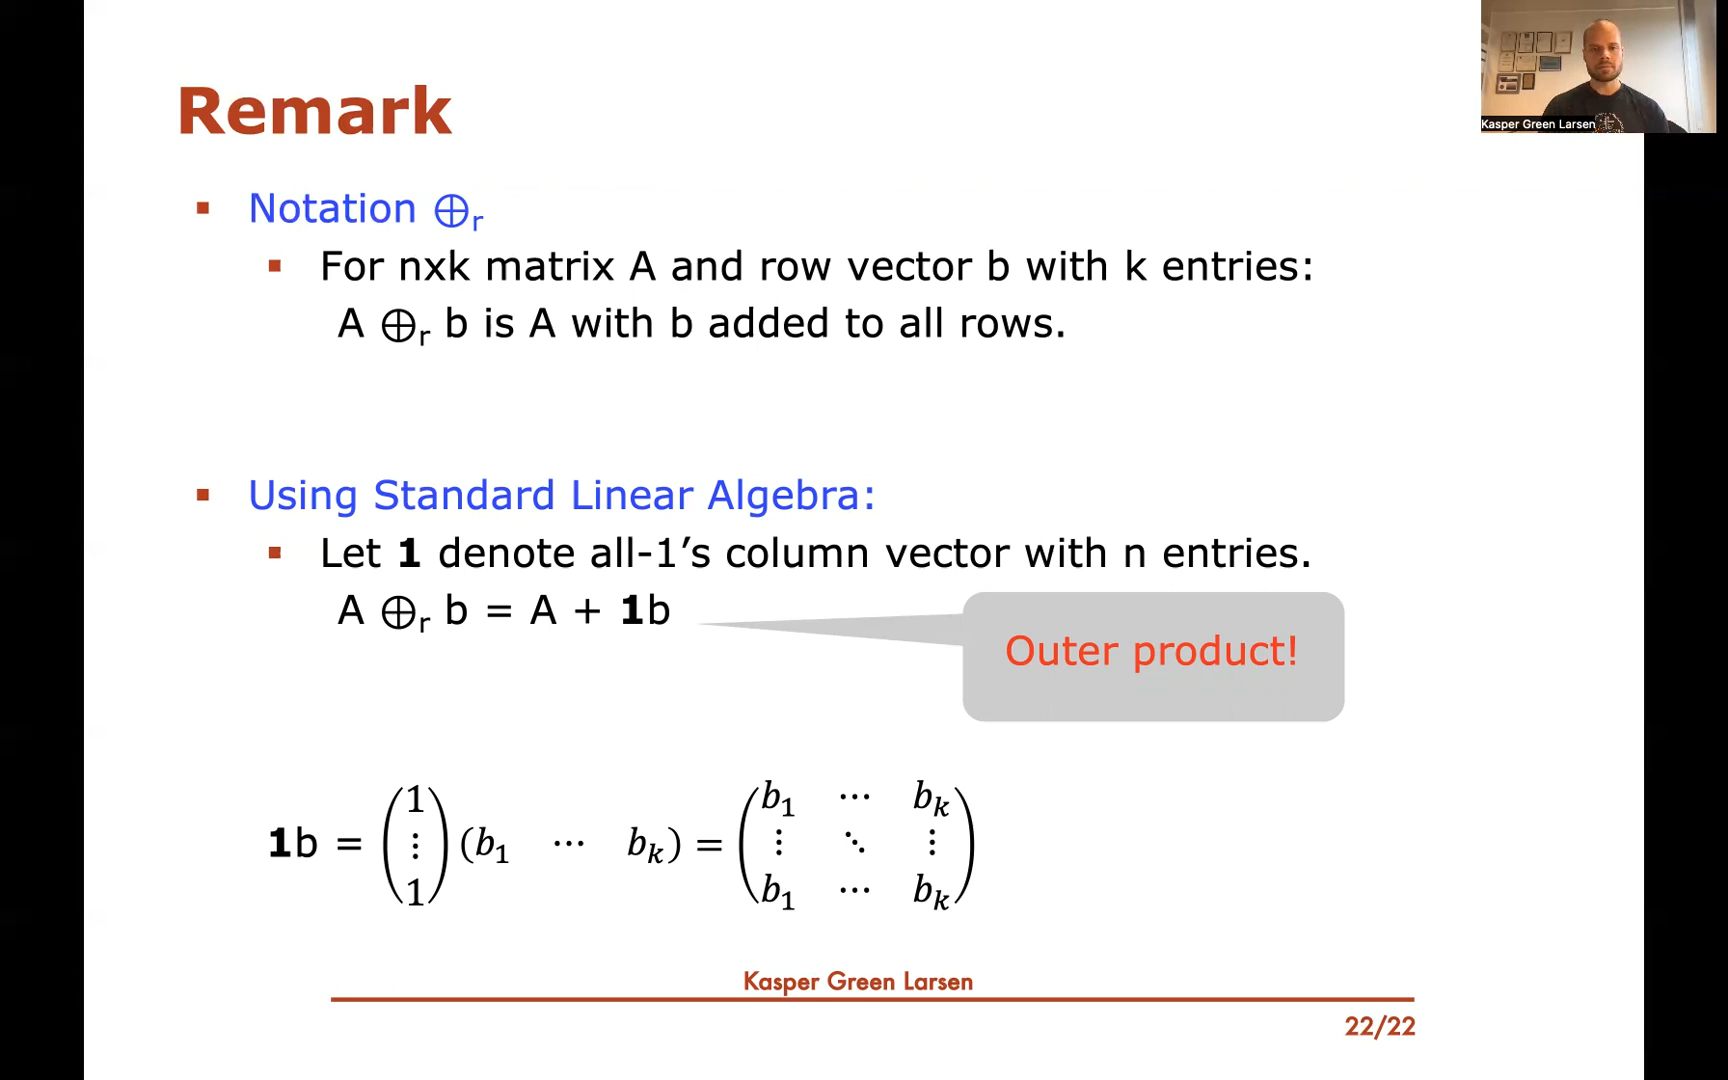 Remark
Kasper Green Larsen
▪ Notation ⊕r
▪ For nxk matrix A and row vector b with k entries:
A ⊕r b is A with b added to all rows.
▪ Using Standard Linear Algebra:
▪ Let 1 denote all-1’s column vector with n entries.
A ⊕r b = A + 1b
Outer product!
1b = (1 ⋮ 1) (b1 ⋯ bk) = (b1 ⋯ bk ⋮ ⋱ ⋮ b1 ⋯ bk)
Kasper Green Larsen
22/22